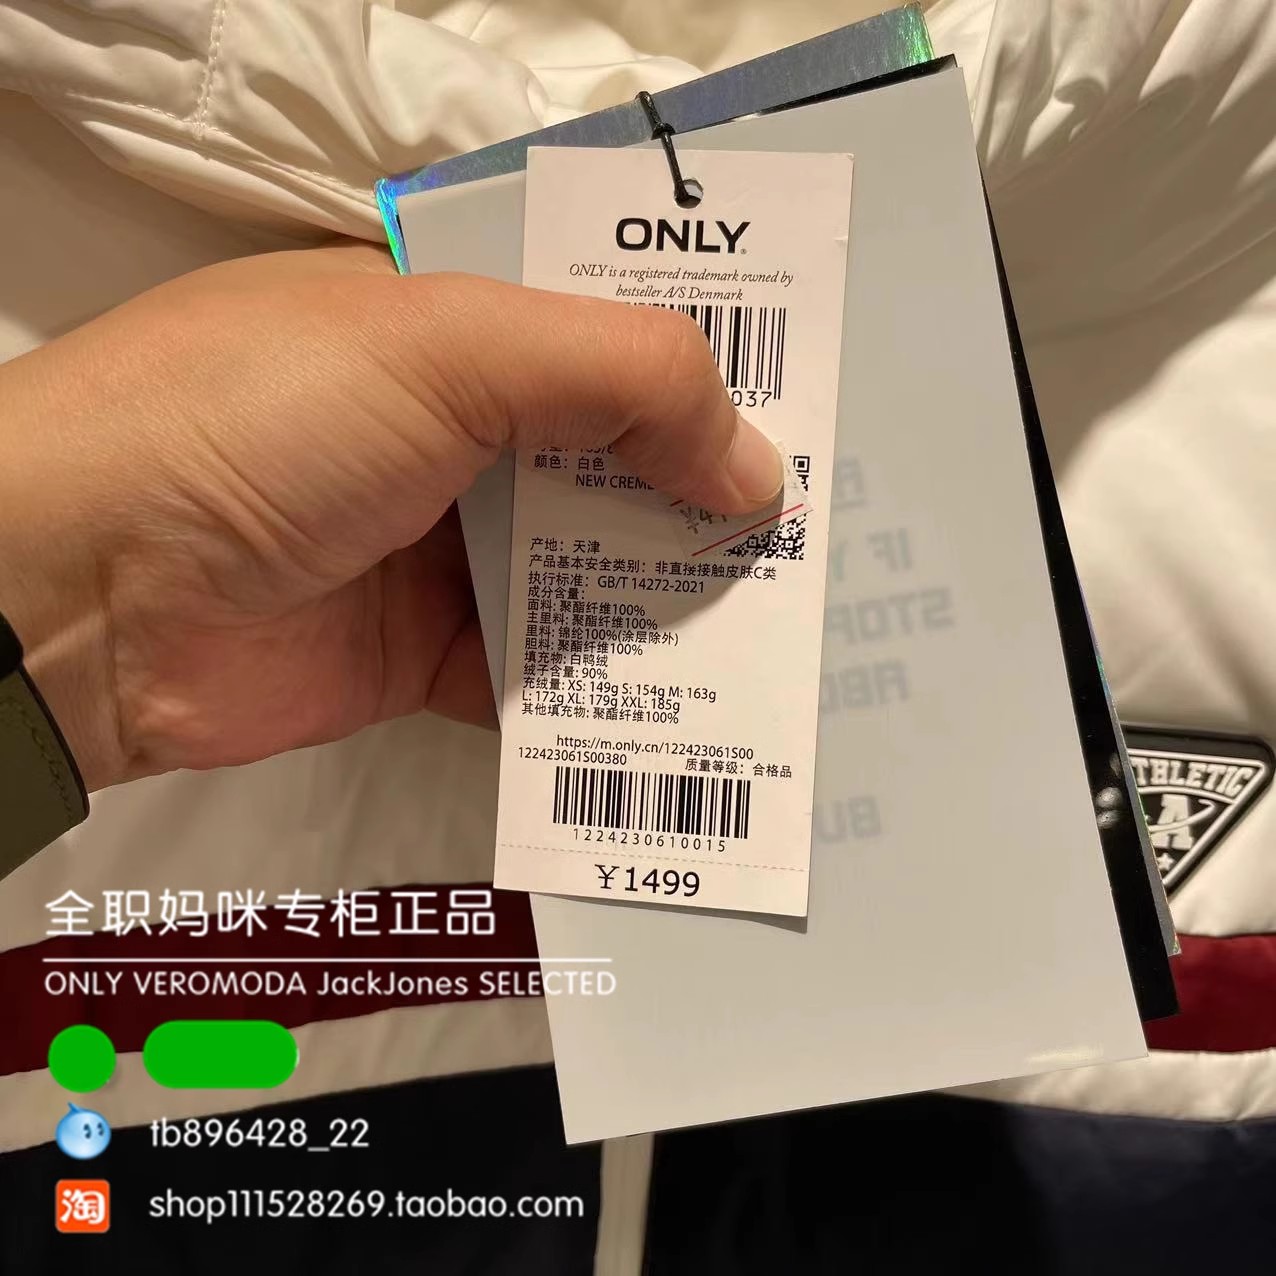 ONLY
ONLY is a registered trademark owned by
bestseller A/S Denmark
037
颜色: 白色
NEW CREME
产地: 天津
产品基本安全类别: 非直接接触皮肤C类
执行标准: GB/T 14272-2021
成分含量:
面料: 聚酯纤维100%
主里料: 聚酯纤维100%
里料: 锦纶100%(涂层除外)
胆料: 聚酯纤维100%
填充物: 白鸭绒
绒子含量: 90%
充绒量: XS: 149g S: 154g M: 163g
L: 172g XL: 179g XXL: 185g
其他填充物: 聚酯纤维100%
https://m.only.cn/122423061S00
122423061S00380 质量等级: 合格品
1224230610015
￥1499
THLETIC
A
全职妈咪专柜正品
ONLY VEROMODA JackJones SELECTED
tb896428_22
淘 shop111528269.taobao.com